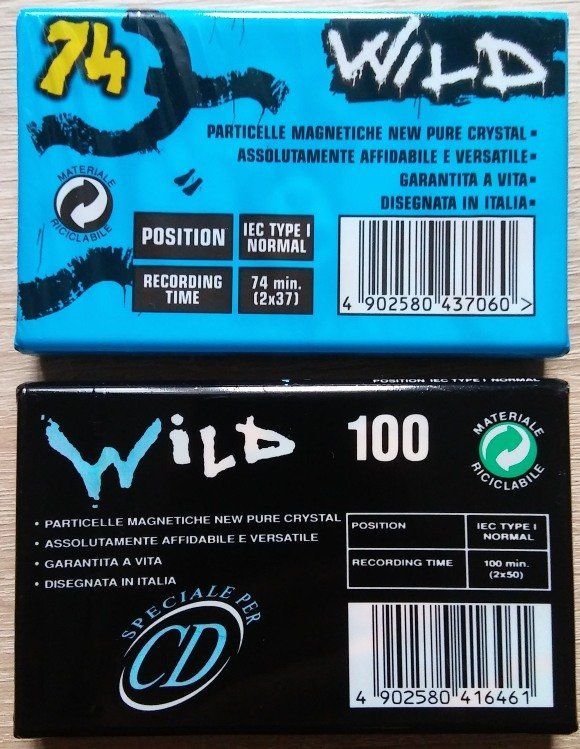 74
WILD
PARTICELLE MAGNETICHE NEW PURE CRYSTAL▪
ASSOLUTAMENTE AFFIDABILE E VERSATILE▪
GARANTITA A VITA▪
DISEGNATA IN ITALIA▪
MATERIALE
RICICLABILE
POSITION
IEC TYPE I
NORMAL
RECORDING
TIME
74 min.
(2x37)
4 902580 437060 >
POSITION IEC TYPE I NORMAL
WiLD
100
MATERIALE
RICICLABILE
• PARTICELLE MAGNETICHE NEW PURE CRYSTAL
• ASSOLUTAMENTE AFFIDABILE E VERSATILE
• GARANTITA A VITA
• DISEGNATA IN ITALIA
POSITION
IEC TYPE I
NORMAL
RECORDING TIME
100 min.
(2x50)
SPECIALE PER
CD
4 902580 416461